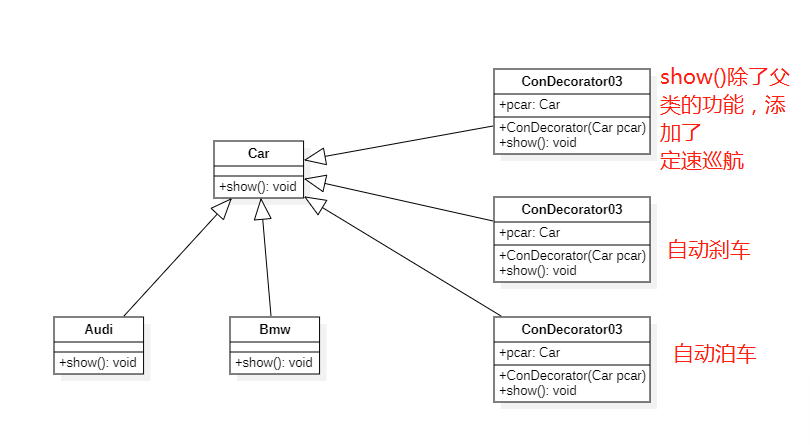 ConDecorator03
+pcar: Car
+ConDecorator(Car pcar)
+show(): void
show()除了父
类的功能，添
加了
定速巡航
Car
+show(): void
ConDecorator03
+pcar: Car
+ConDecorator(Car pcar)
+show(): void
自动刹车
Audi
+show(): void
Bmw
+show(): void
ConDecorator03
+pcar: Car
+ConDecorator(Car pcar)
+show(): void
自动泊车